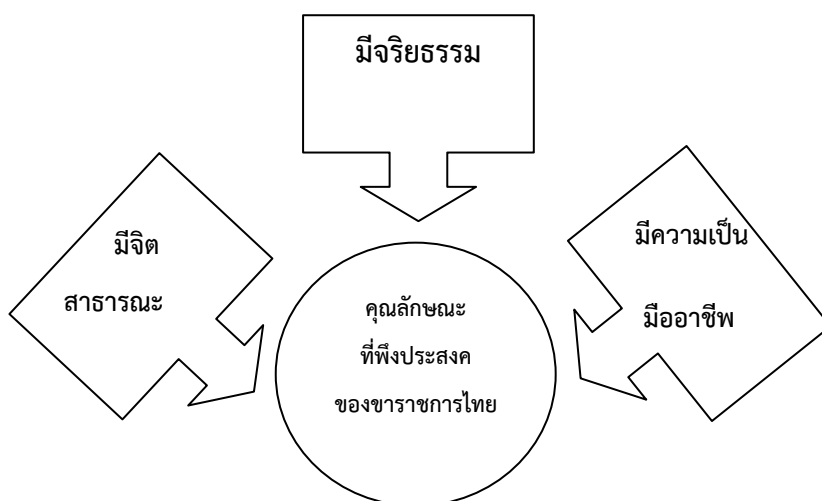 มีจริยธรรม
มีจิต
สาธารณะ
มีความเป็น
มืออาชีพ
คุณลักษณะ
ที่พึงประสงค
ของขาราชการไทย